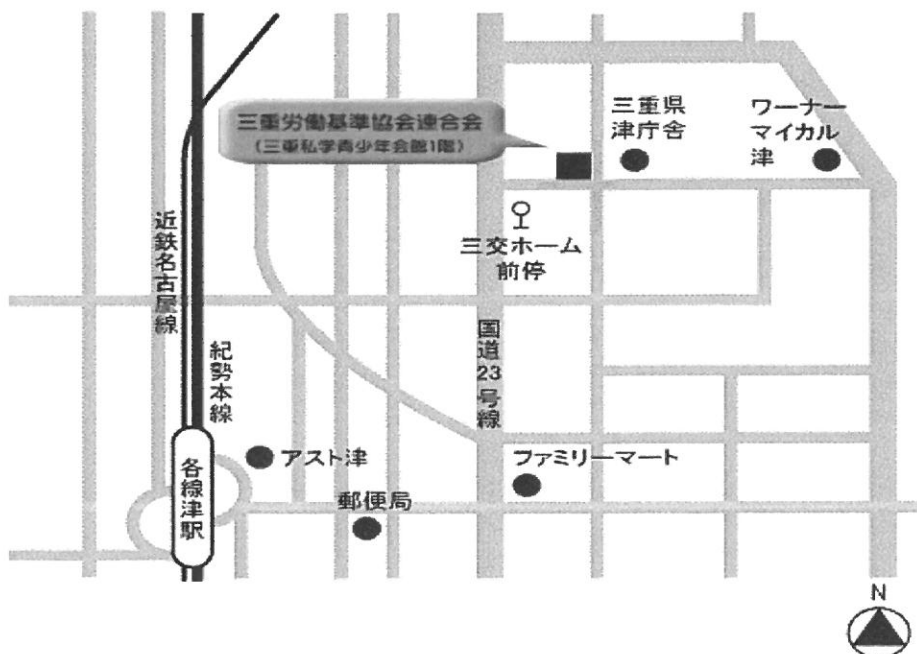 三重労働基準協会連合会
(三重私学青少年会館1階)
三重県
津庁舎
ワーナー
マイカル
津
三交ホーム
前停
近鉄名古屋線
紀勢本線
国道23号線
各線津駅
アスト津
郵便局
ファミリーマート
N